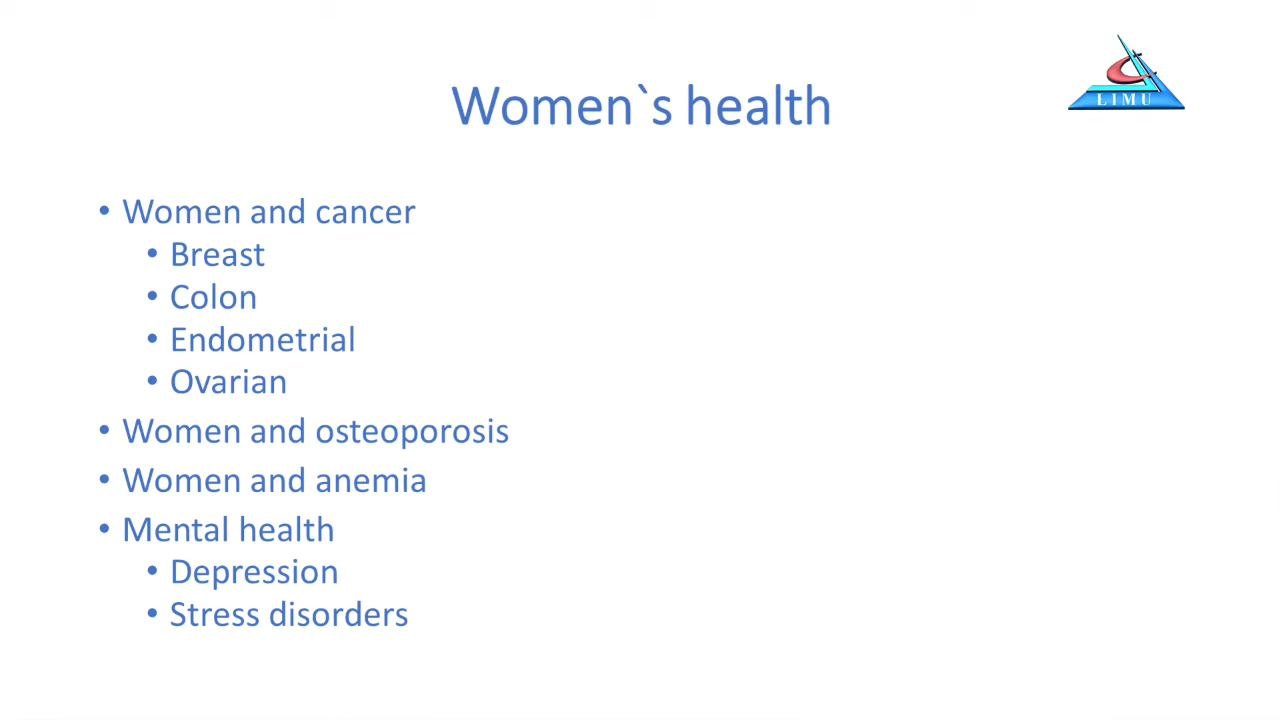 LIMU
Women`s health
• Women and cancer
• Breast
• Colon
• Endometrial
• Ovarian
• Women and osteoporosis
• Women and anemia
• Mental health
• Depression
• Stress disorders